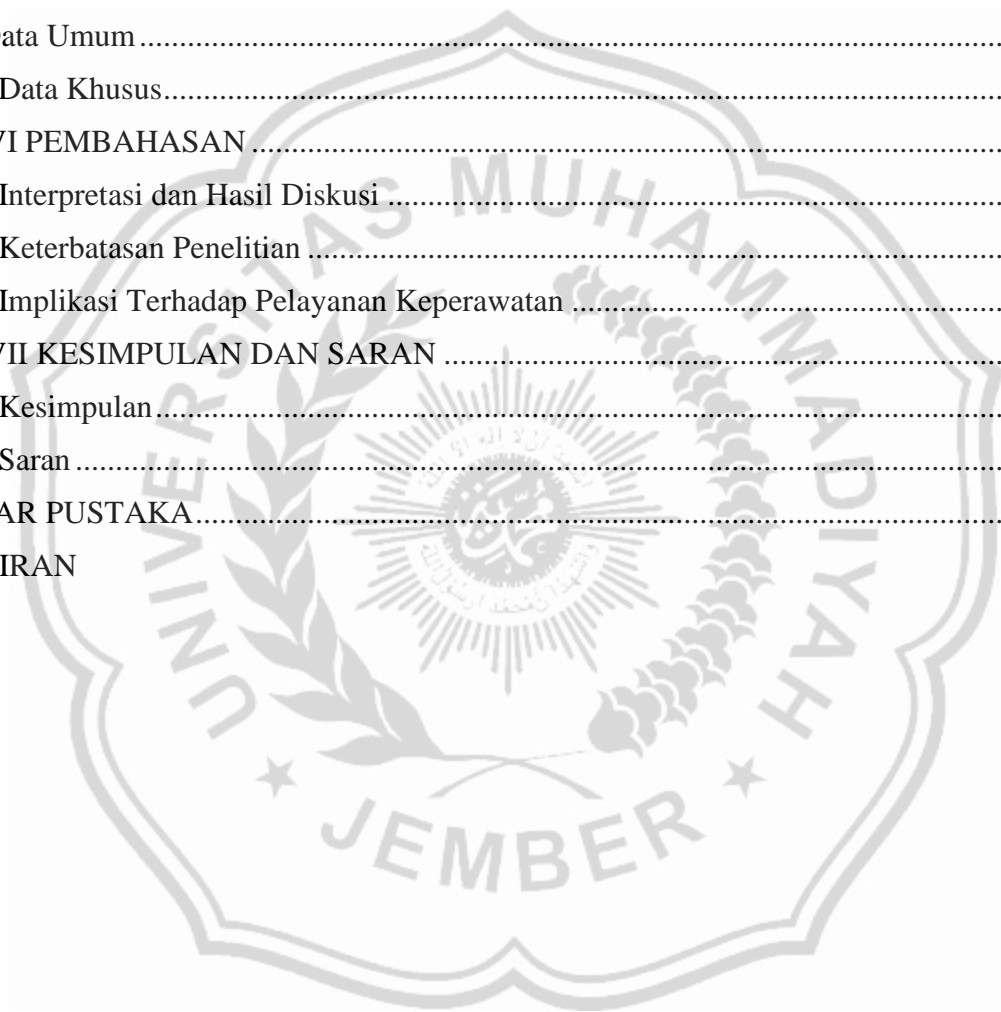 ata Umum
Data Khusus
VI PEMBAHASAN
Interpretasi dan Hasil Diskusi
Keterbatasan Penelitian
Implikasi Terhadap Pelayanan Keperawatan
VII KESIMPULAN DAN SARAN
Kesimpulan
Saran
AR PUSTAKA
IRAN
UNIVERSITAS MUHAMMADIYAH
JEMBER